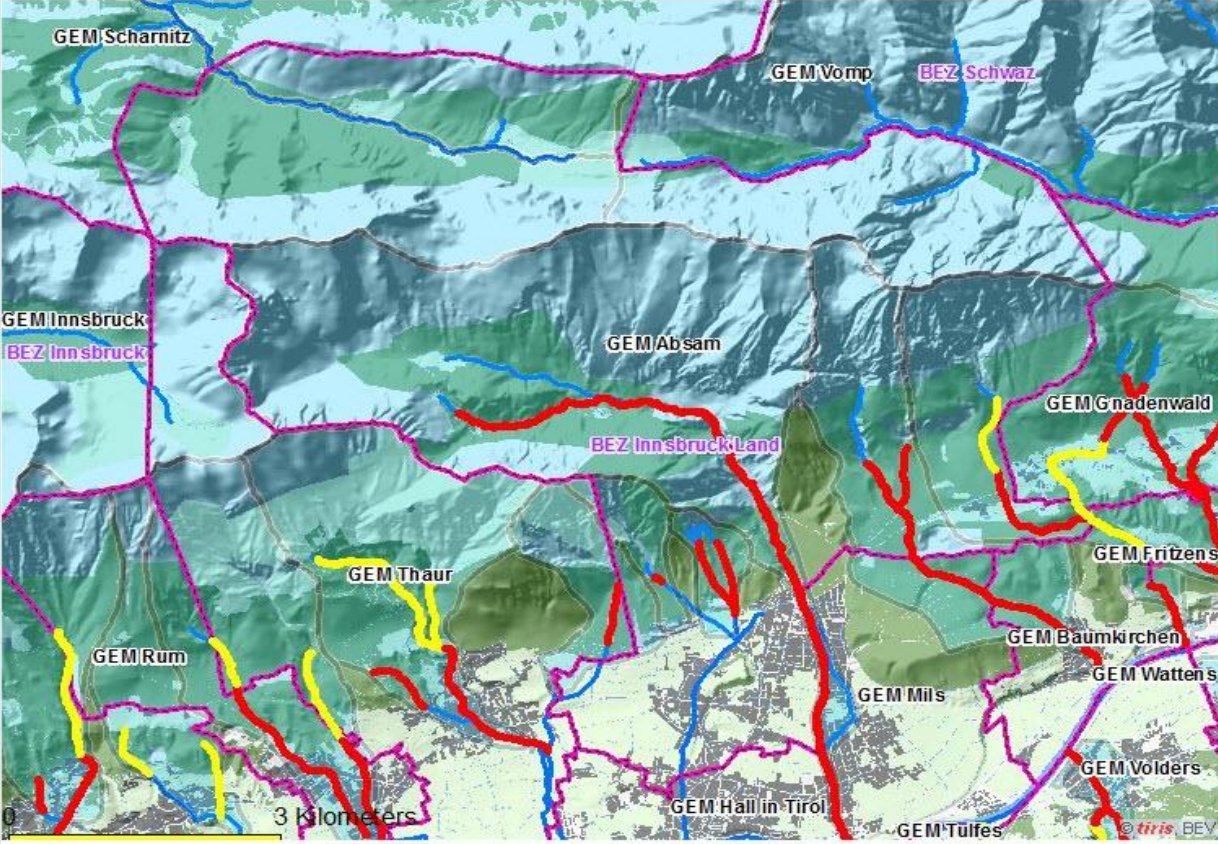 GEM Scharnitz
GEM Vomp
BEZ Schwaz
GEM Innsbruck
BEZ Innsbruck
GEM Absam
GEM Gnadenwald
BEZ Innsbruck Land
GEM Fritzens
GEM Thaur
GEM Baumkirchen
GEM Rum
GEM Wattens
GEM Mils
GEM Volders
GEM Hall in Tirol
0 3 Kilometers
GEM Tulfes
© tiris, BEV